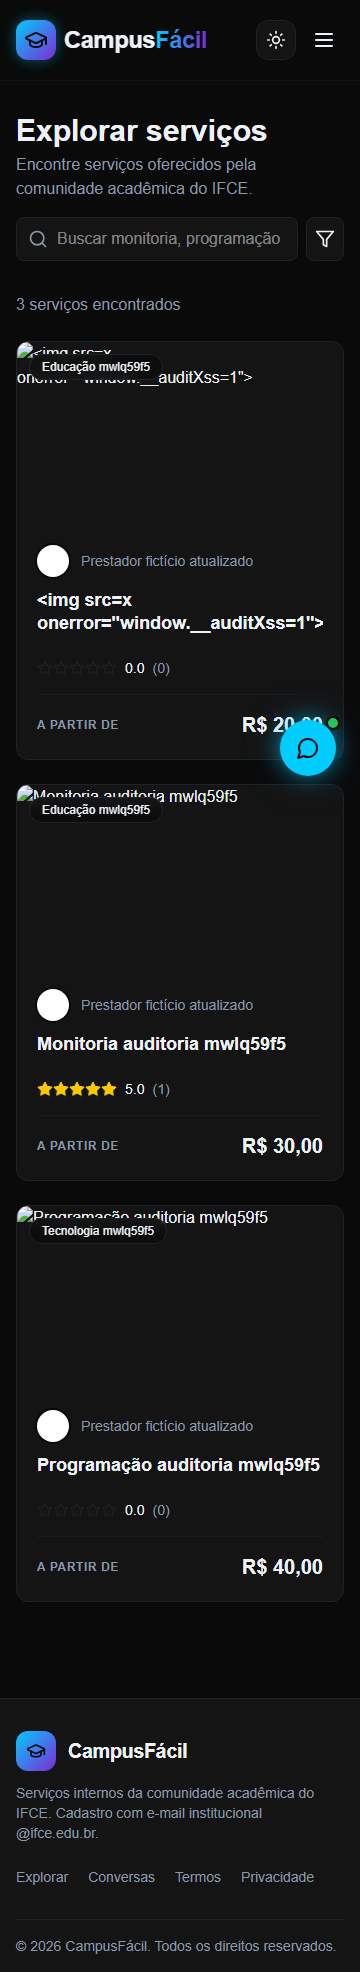 CampusFácil
Explorar serviços
Encontre serviços oferecidos pela
comunidade acadêmica do IFCE.
Buscar monitoria, programação
3 serviços encontrados
<img src=x
Educação mwlq59f5
onerror="window.__auditXss=1">
Prestador fictício atualizado
<img src=x
onerror="window.__auditXss=1">
0.0 (0)
A PARTIR DE
R$ 20,00
Monitoria auditoria mwlq59f5
Educação mwlq59f5
Prestador fictício atualizado
Monitoria auditoria mwlq59f5
5.0 (1)
A PARTIR DE
R$ 30,00
Programação auditoria mwlq59f5
Tecnologia mwlq59f5
Prestador fictício atualizado
Programação auditoria mwlq59f5
0.0 (0)
A PARTIR DE
R$ 40,00
CampusFácil
Serviços internos da comunidade acadêmica do
IFCE. Cadastro com e-mail institucional
@ifce.edu.br.
Explorar Conversas Termos Privacidade
© 2026 CampusFácil. Todos os direitos reservados.